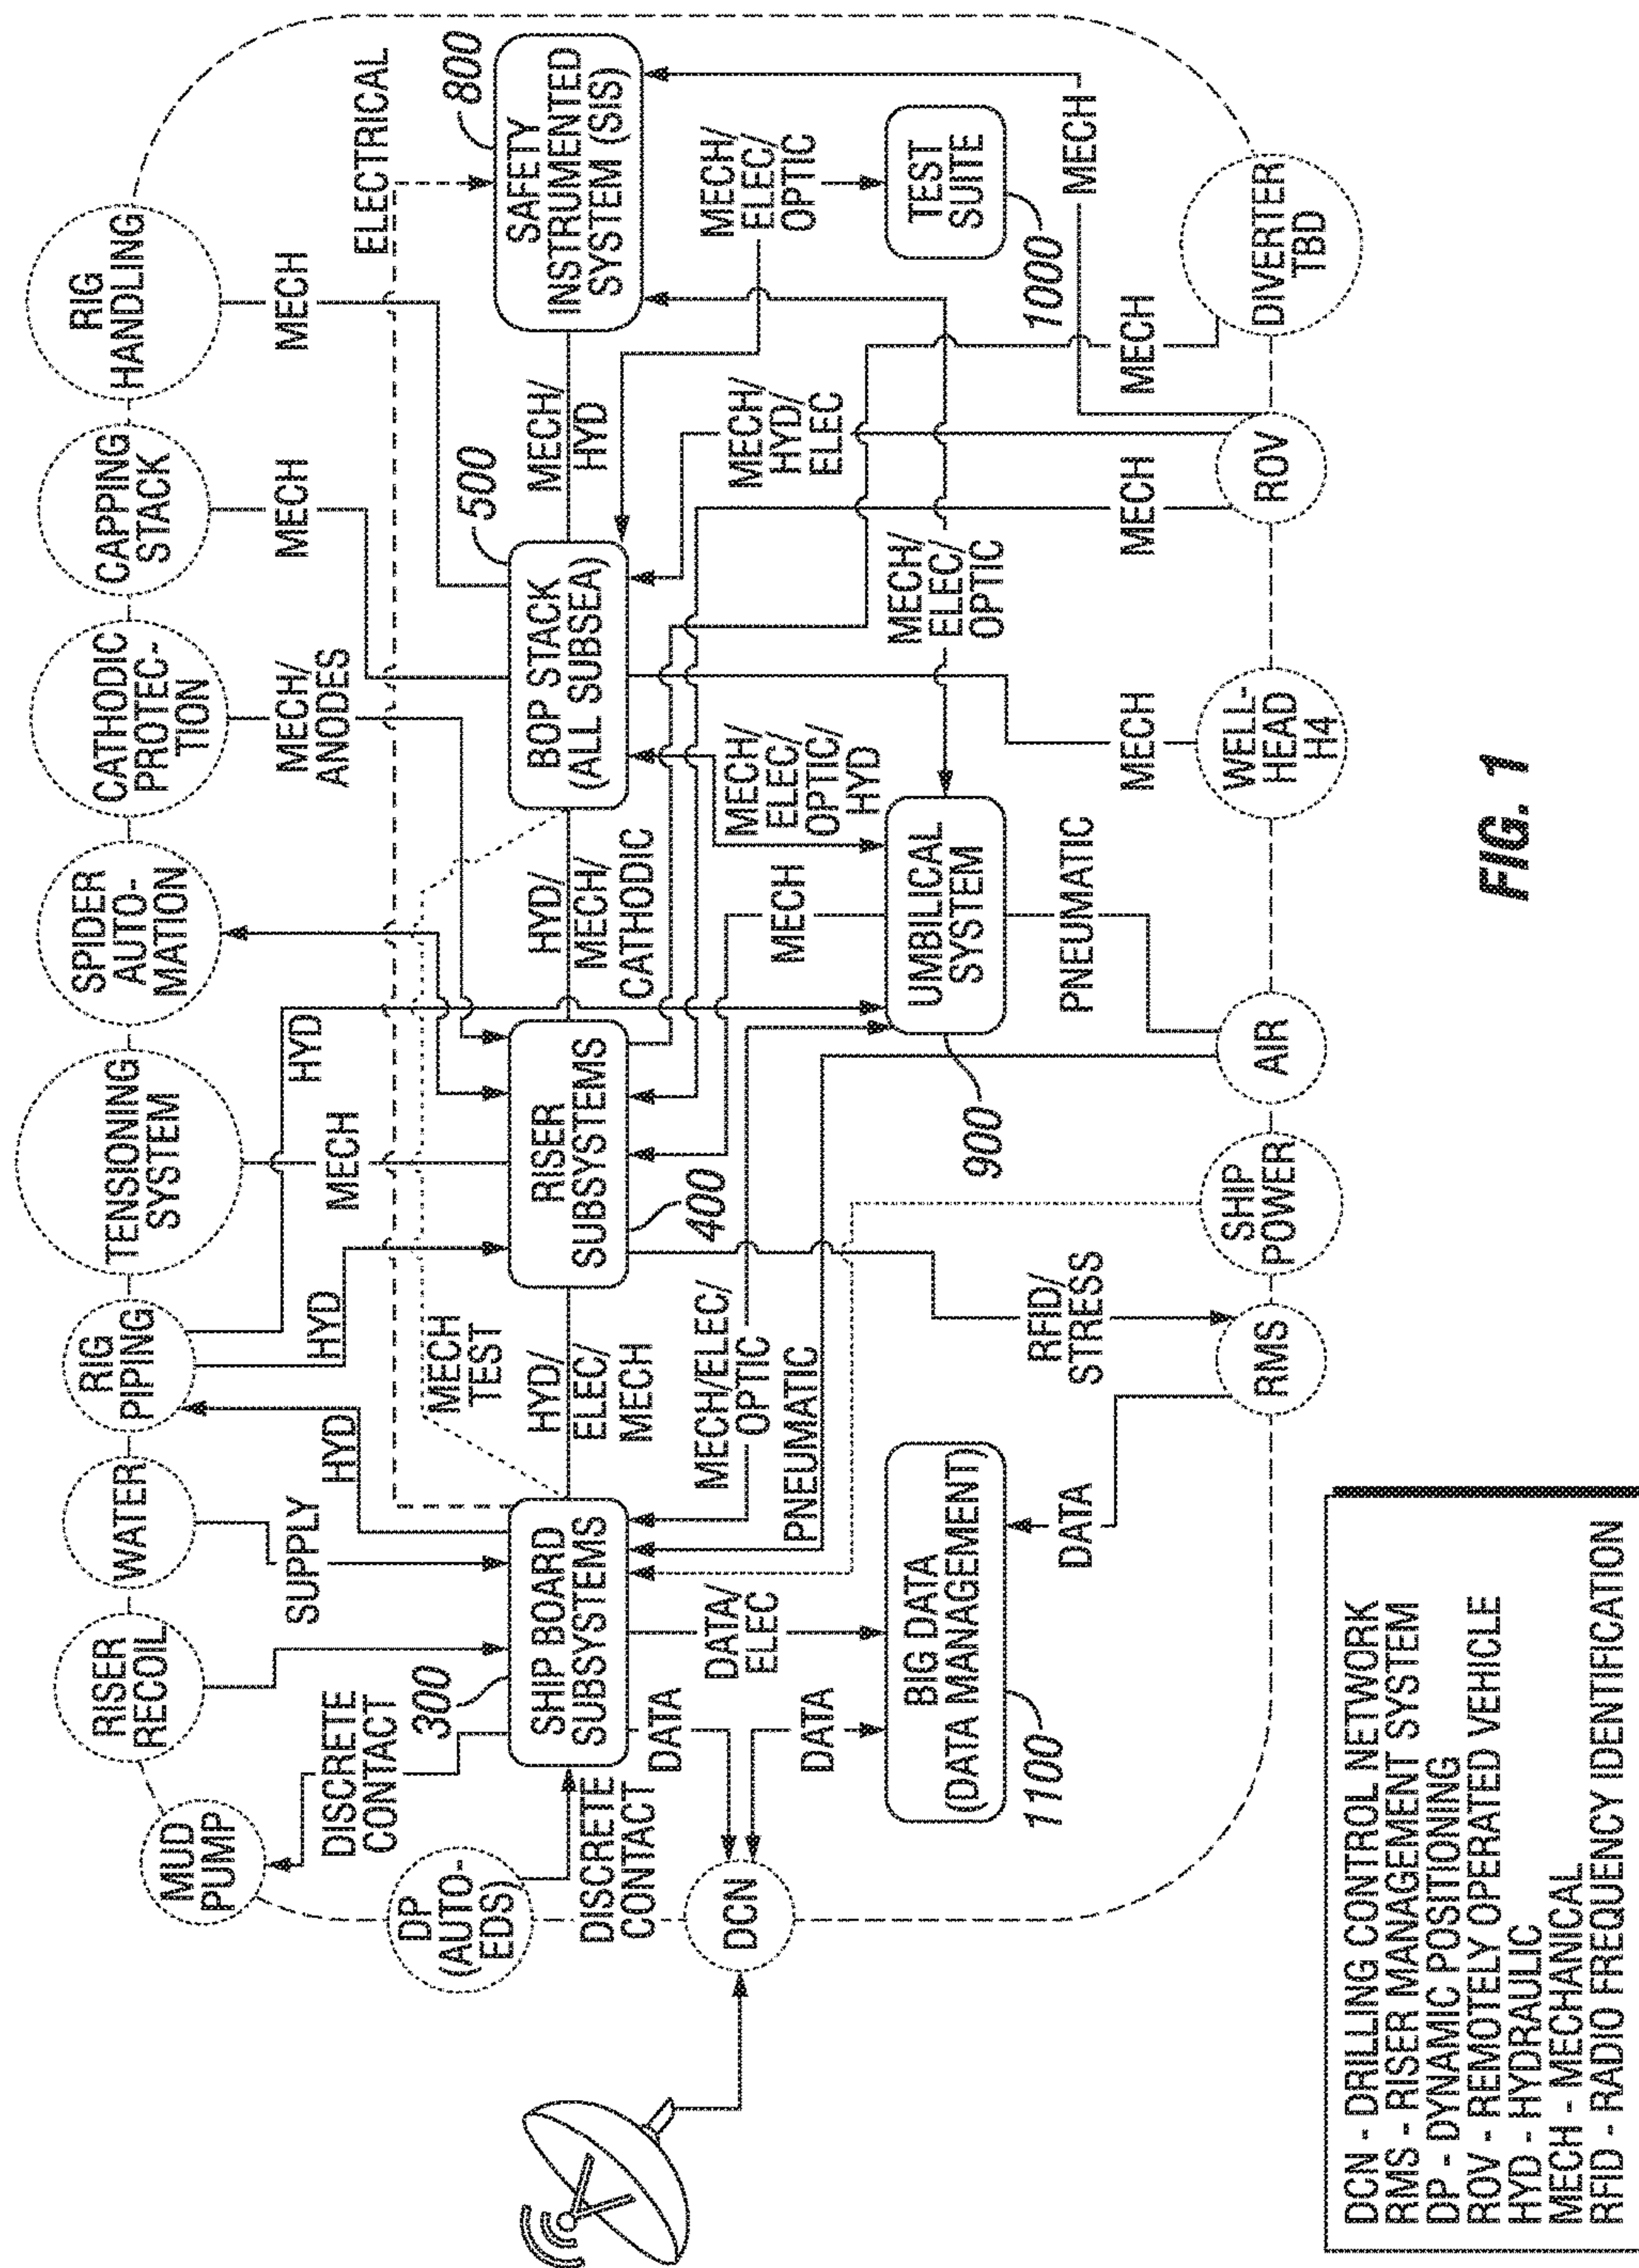 MUD
PUMP
RISER
RECOIL
WATER
RIG
PIPING
TENSIONING
SYSTEM
SPIDER
AUTO-
MATION
CATHODIC
PROTEC-
TION
CAPPING
STACK
RIG
HANDLING
DISCRETE
CONTACT
SUPPLY
HYD
HYD
HYD
MECH
MECH/
ANODES
MECH
MECH
ELECTRICAL
DP
(AUTO-
EDS)
300
MECH
TEST
500
800
SHIP BOARD
SUBSYSTEMS
HYD/
ELEC/
MECH
RISER
SUBSYSTEMS
HYD/
MECH/
CATHODIC
BOP STACK
(ALL SUBSEA)
MECH/
HYD
SAFETY
INSTRUMENTED
SYSTEM (SIS)
DISCRETE
CONTACT
DATA
DATA/
ELEC
400
MECH/ELEC/
OPTIC
PNEUMATIC
MECH
MECH/
ELEC/
OPTIC/
HYD
MECH/
HYD/
ELEC
MECH/
ELEC/
OPTIC
DCN
DATA
BIG DATA
(DATA MANAGEMENT)
1100
UMBILICAL
SYSTEM
900
MECH/
ELEC/
OPTIC
TEST
SUITE
1000
DATA
RFID/
STRESS
PNEUMATIC
MECH
MECH
MECH
MECH
RMS
SHIP
POWER
AIR
WELL-
HEAD
H4
ROV
DIVERTER
TBD
DCN - DRILLING CONTROL NETWORK
RMS - RISER MANAGEMENT SYSTEM
DP - DYNAMIC POSITIONING
ROV - REMOTELY OPERATED VEHICLE
HYD - HYDRAULIC
MECH - MECHANICAL
RFID - RADIO FREQUENCY IDENTIFICATION
FIG. 1